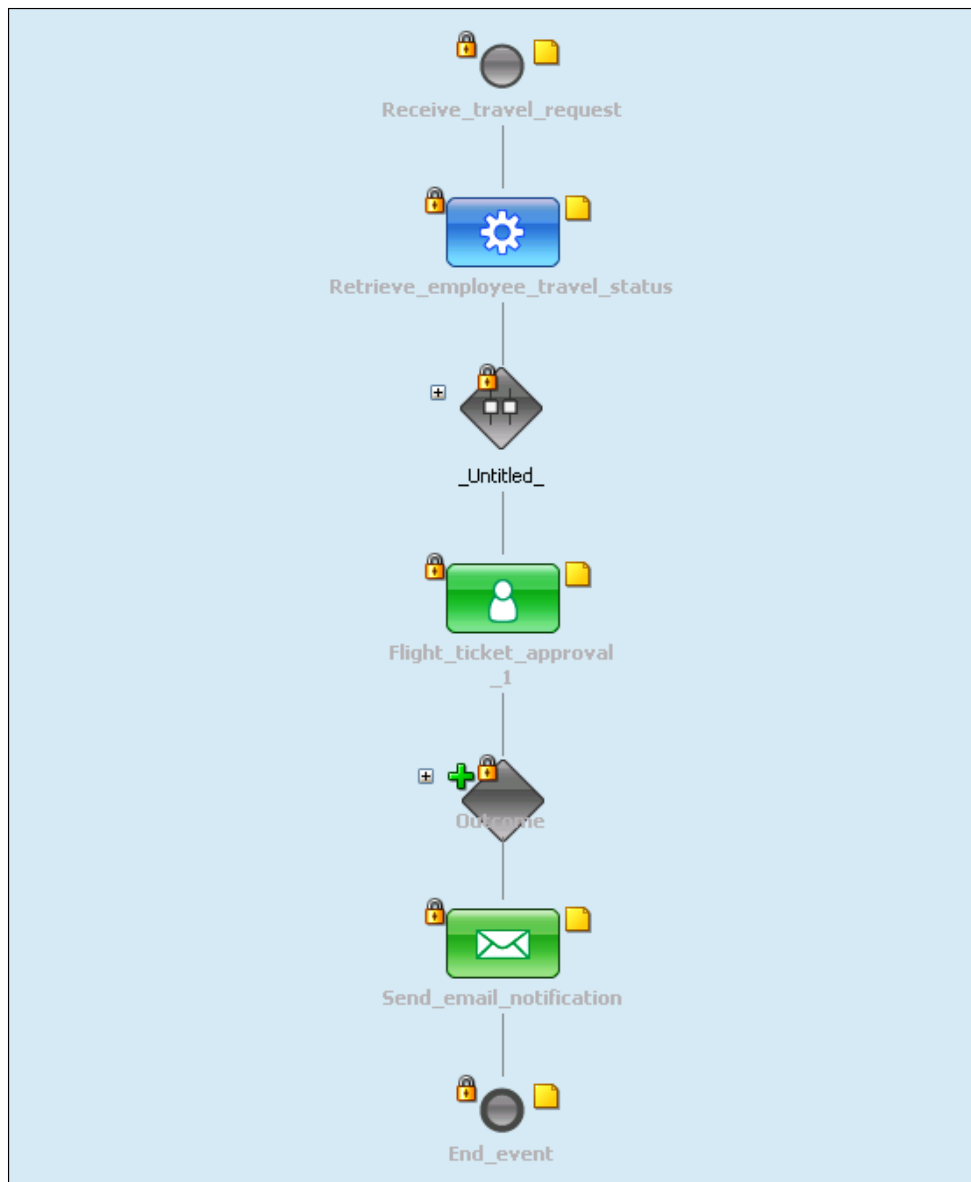 Receive_travel_request
Retrieve_employee_travel_status
_Untitled_
Flight_ticket_approval
_1
Outcome
Send_email_notification
End_event